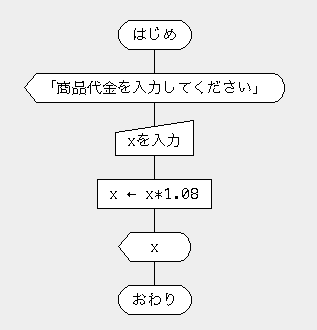 はじめ
「商品代金を入力してください」
xを入力
x ← x*1.08
x
おわり